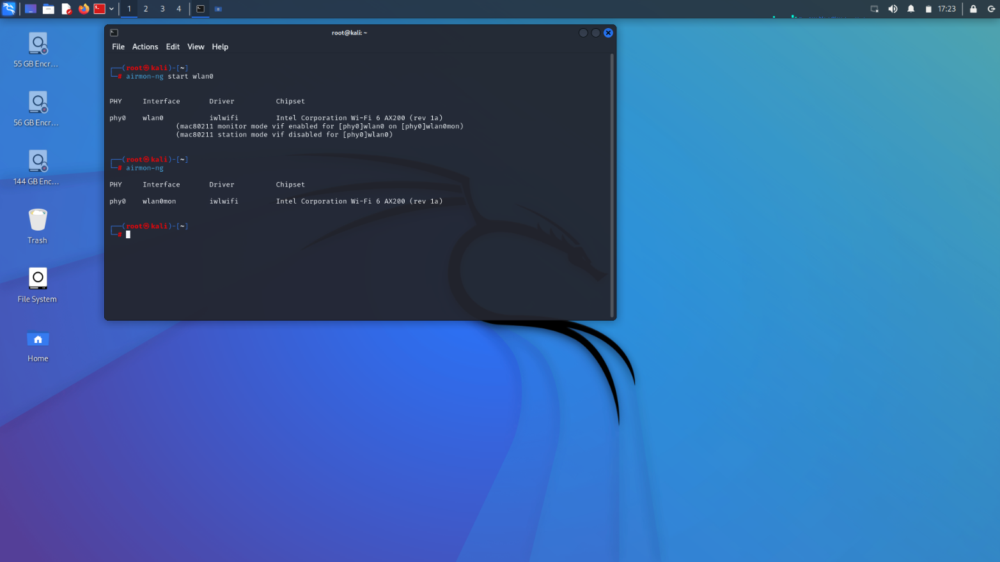 1 2 3 4 17:23
root@kali: ~
File Actions Edit View Help
┌──(root㉿kali)-[~]
└─# airmon-ng start wlan0
PHY Interface Driver Chipset
phy0 wlan0 iwlwifi Intel Corporation Wi-Fi 6 AX200 (rev 1a)
(mac80211 monitor mode vif enabled for [phy0]wlan0 on [phy0]wlan0mon)
(mac80211 station mode vif disabled for [phy0]wlan0)
┌──(root㉿kali)-[~]
└─# airmon-ng
PHY Interface Driver Chipset
phy0 wlan0mon iwlwifi Intel Corporation Wi-Fi 6 AX200 (rev 1a)
┌──(root㉿kali)-[~]
└─#
55 GB Encr...
56 GB Encr...
144 GB Enc...
Trash
File System
Home